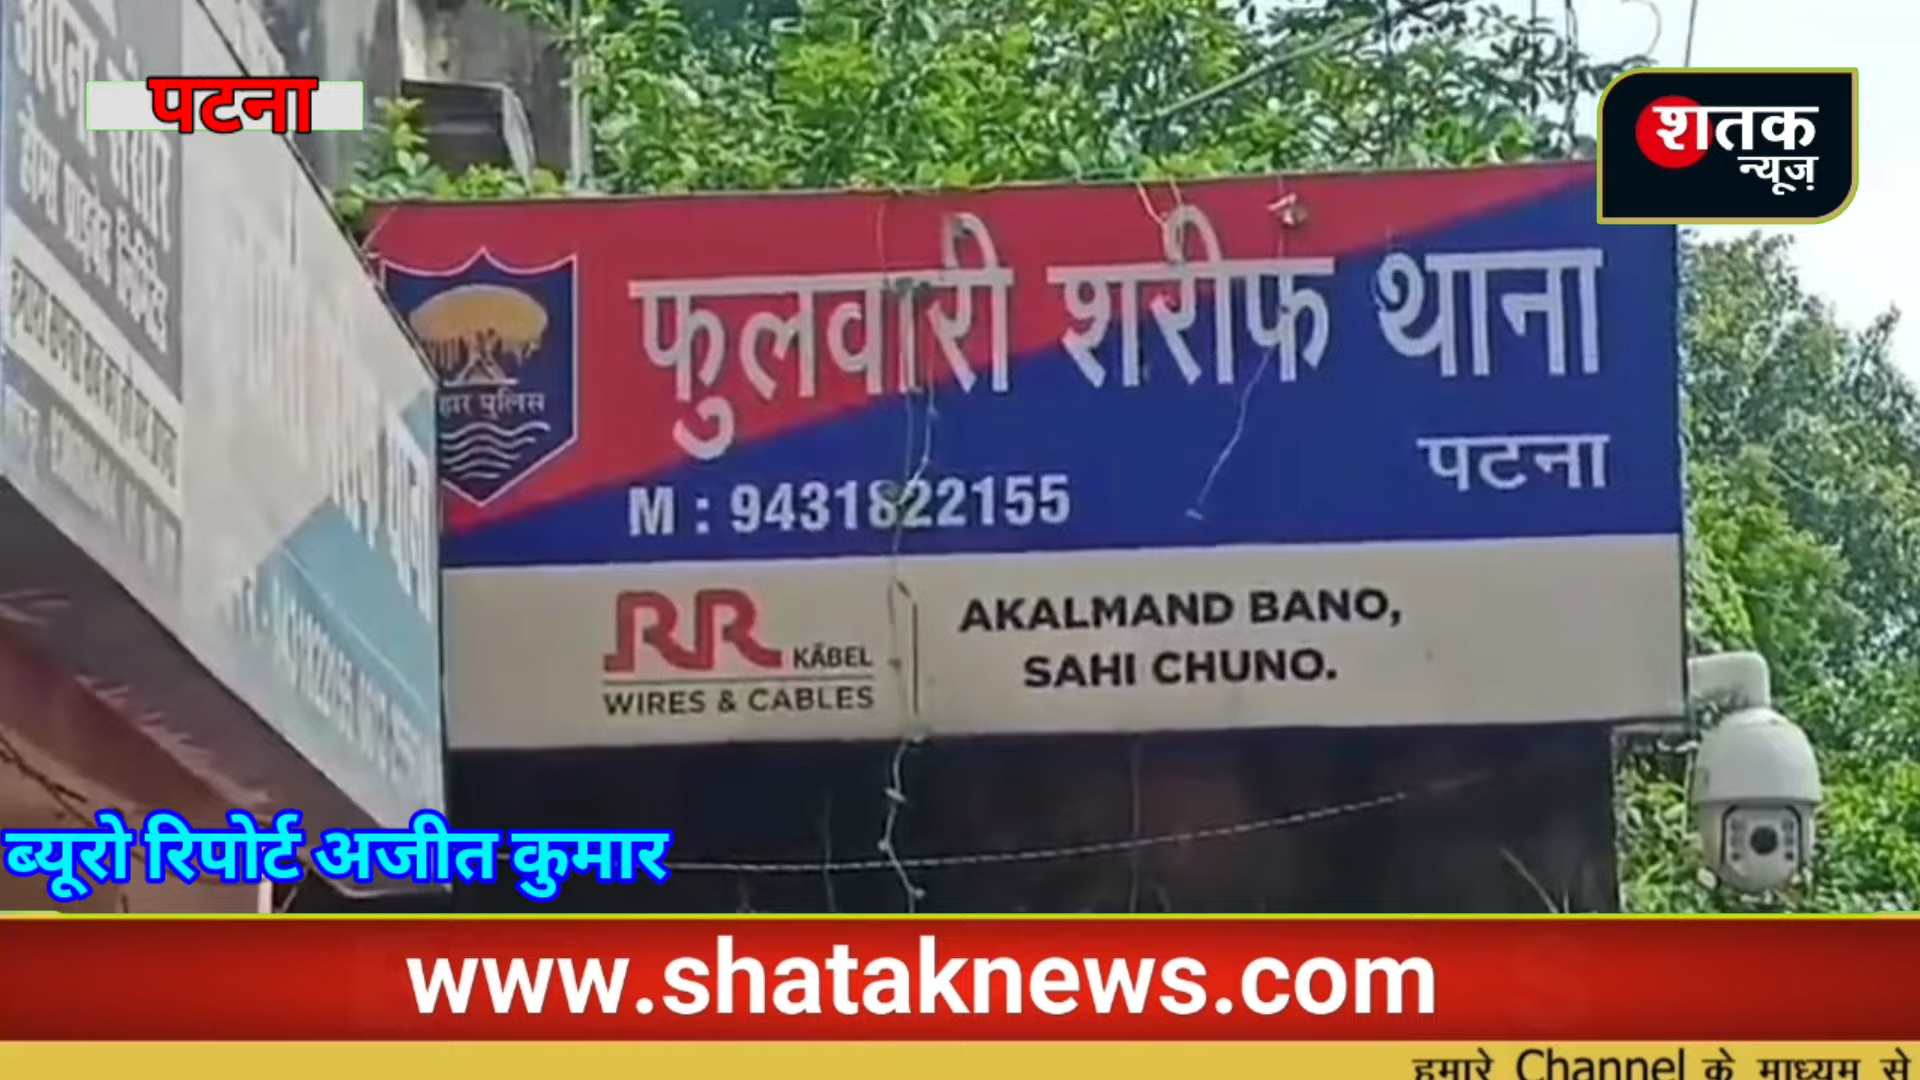 पटना
शतक
न्यूज़
फुलवारी शरीफ थाना
पटना
M : 9431822155
RR KÄBEL
WIRES & CABLES
AKALMAND BANO,
SAHI CHUNO.
ब्यूरो रिपोर्ट अजीत कुमार
www.shataknews.com
हमारे Channel के माध्यम से